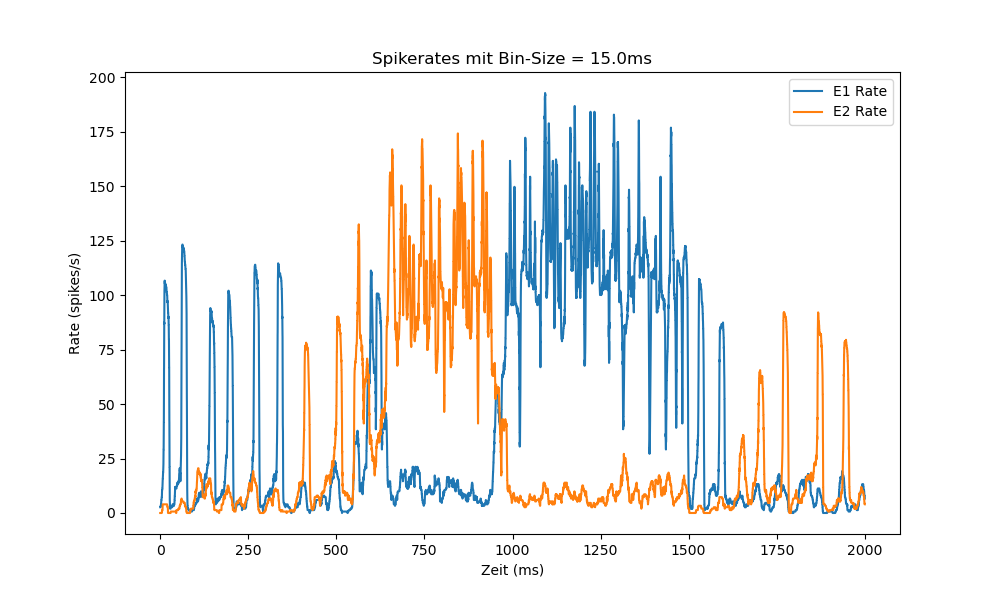 Spikerates mit Bin-Size = 15.0ms
E1 Rate
E2 Rate
Rate (spikes/s)
200
175
150
125
100
75
50
25
0
0 250 500 750 1000 1250 1500 1750 2000
Zeit (ms)